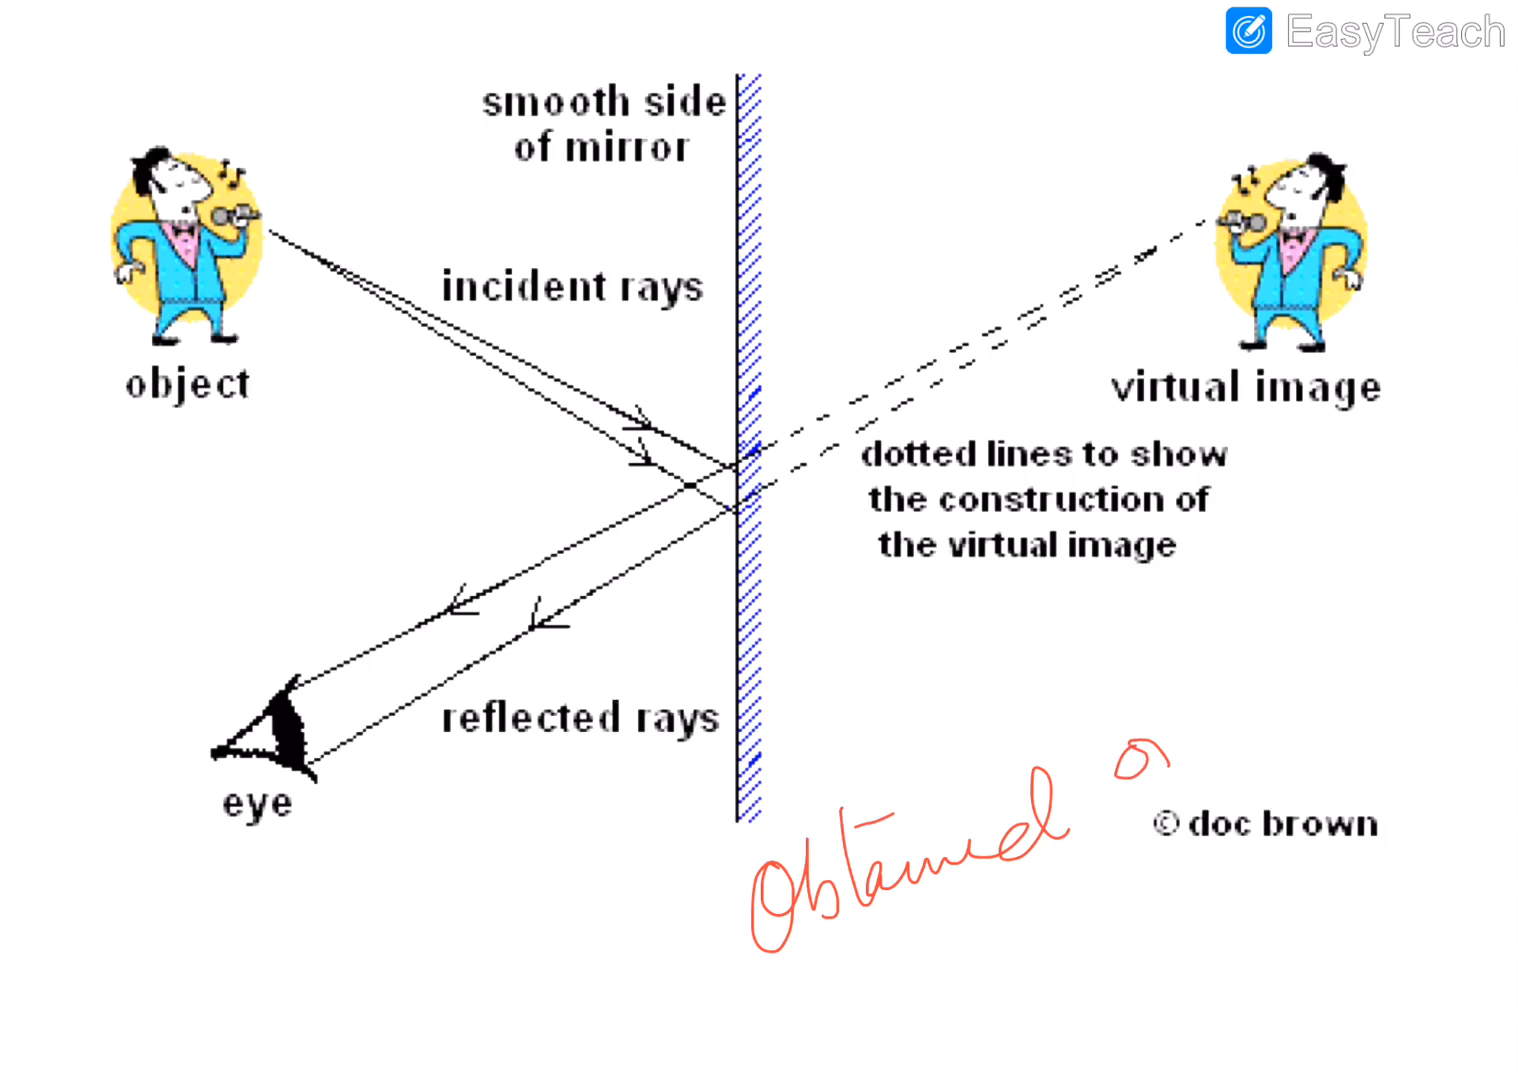 EasyTeach
smooth side
of mirror
incident rays
object
virtual image
dotted lines to show
the construction of
the virtual image
reflected rays
eye
© doc brown
Obtained o